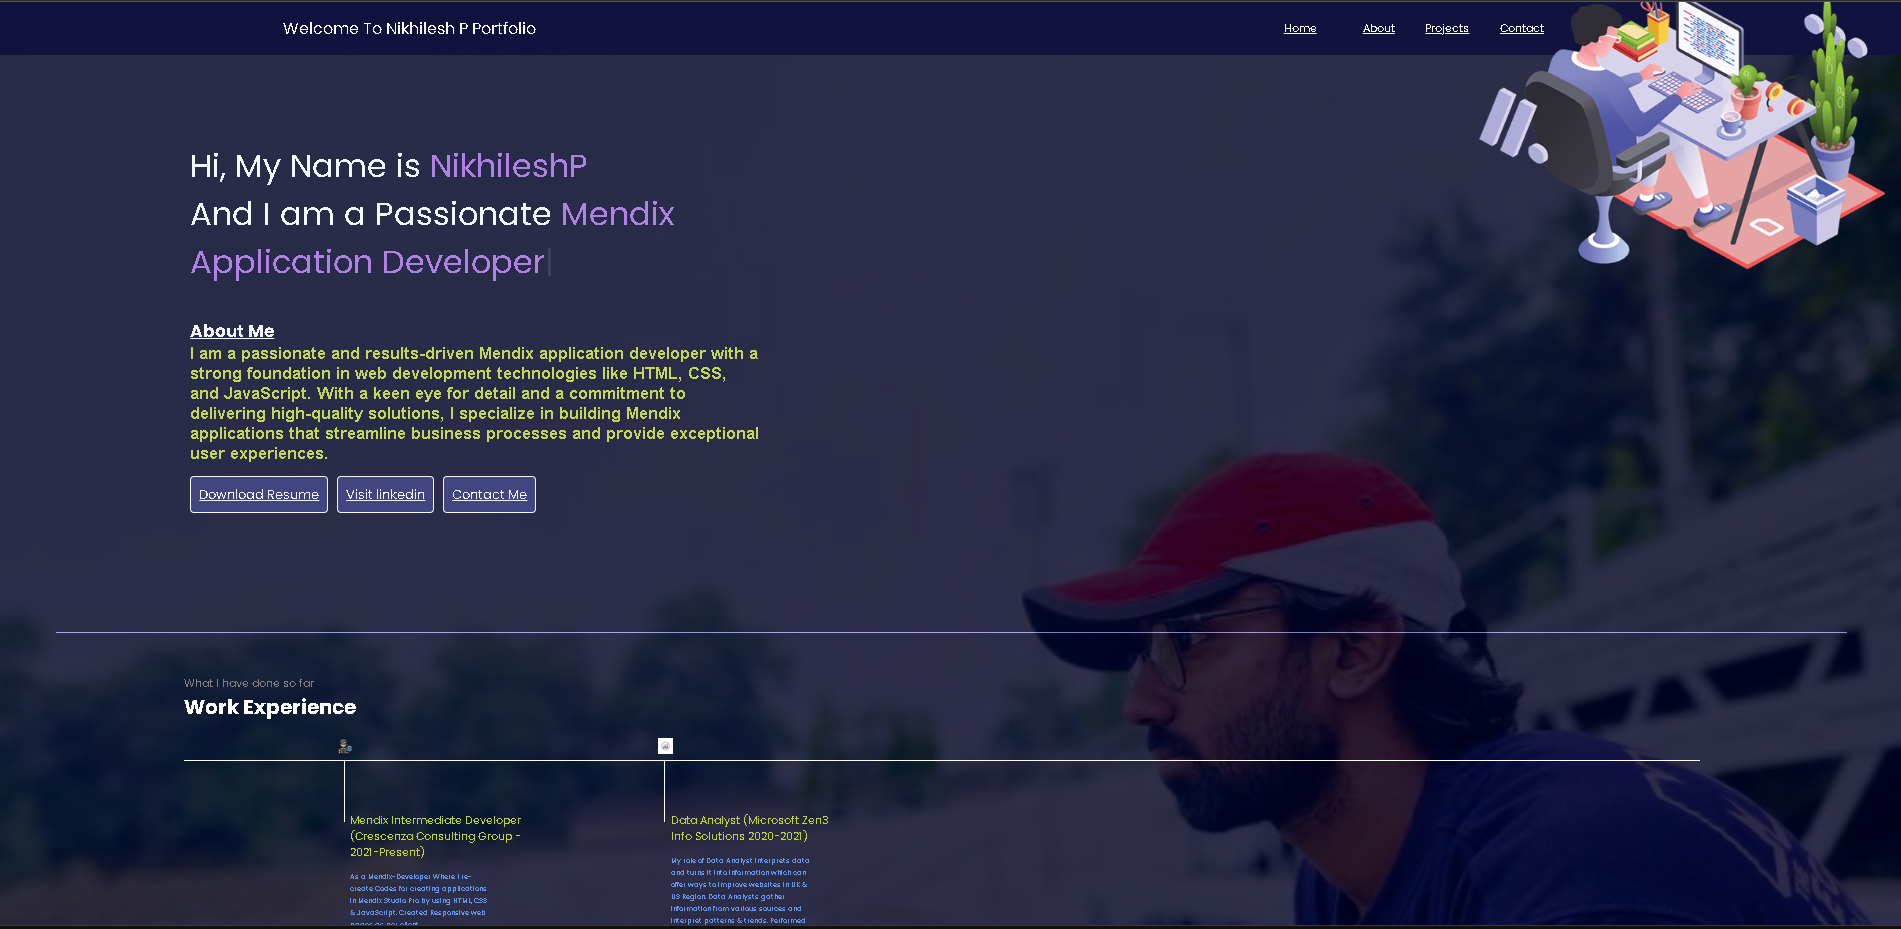 Welcome To Nikhilesh P Portfolio
Home About Projects Contact
Hi, My Name is NikhileshP
And I am a Passionate Mendix
Application Developer|
About Me
I am a passionate and results-driven Mendix application developer with a
strong foundation in web development technologies like HTML, CSS,
and JavaScript. With a keen eye for detail and a commitment to
delivering high-quality solutions, I specialize in building Mendix
applications that streamline business processes and provide exceptional
user experiences.
Download Resume Visit linkedin Contact Me
What I have done so far
Work Experience
Mendix Intermediate Developer
(Crescenza Consulting Group -
2021-Present)
As a Mendix-Developer Where I re-
create Codes for creating applications
in Mendix Studio Pro by using HTML, CSS
& JavaScript. Created Responsive web
pages as per client
Data Analyst (Microsoft Zen3
Info Solutions 2020-2021)
My role of Data Analyst Interprets data
and turns it into information which can
offer ways to improve websites in UK &
US Region. Data Analysts gather
information from various sources and
interpret patterns & trends. Performed